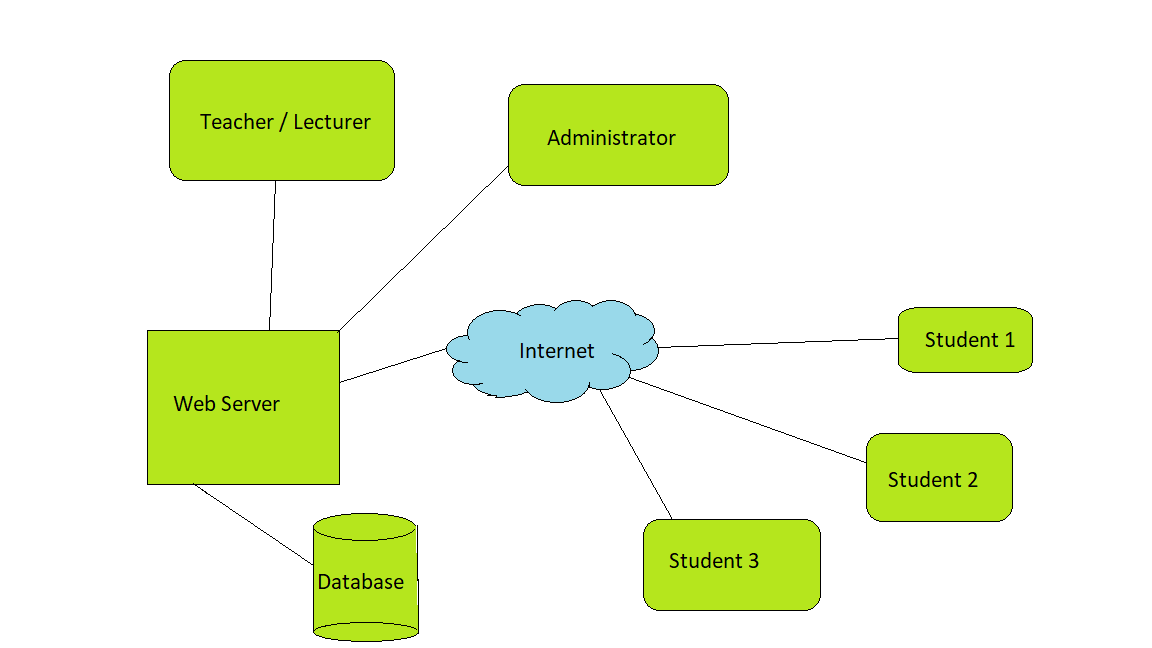 Teacher / Lecturer
Administrator
Internet
Student 1
Web Server
Student 2
Student 3
Database